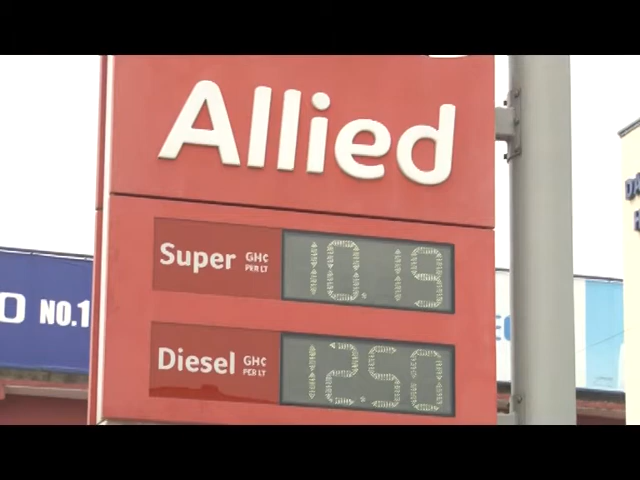 Allied
Super GH¢ PER LT 10.19
Diesel GH¢ PER LT 12.50
O NO.1